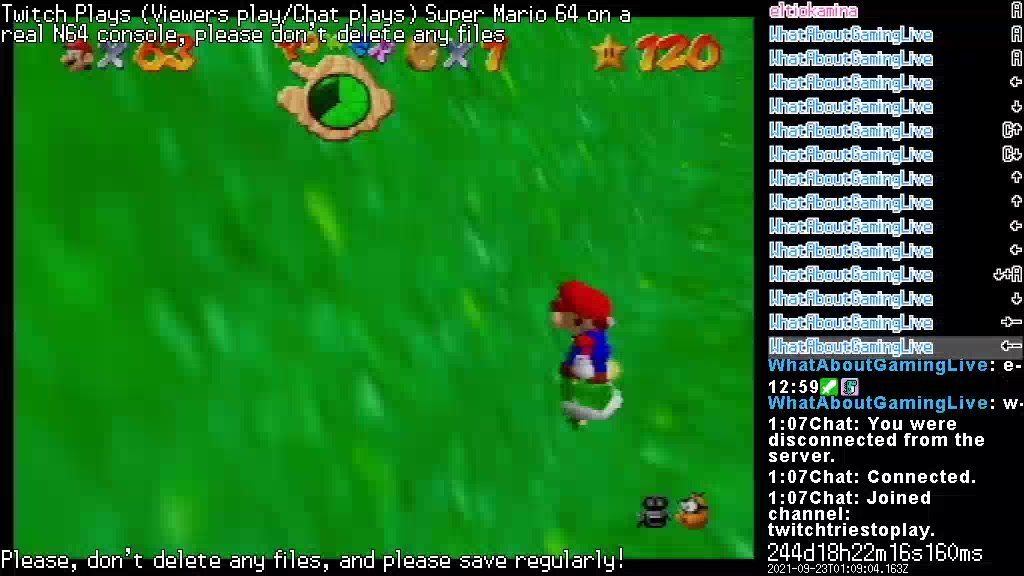 Twitch Plays (Viewers play/Chat plays) Super Mario 64 on a
real N64 console, please don't delete any files
× 63 × 7 120
eltiokamina A
WhatAboutGamingLive A
WhatAboutGamingLive A
WhatAboutGamingLive ←
WhatAboutGamingLive ↓
WhatAboutGamingLive C↑
WhatAboutGamingLive C↓
WhatAboutGamingLive ↑
WhatAboutGamingLive ↑
WhatAboutGamingLive ←
WhatAboutGamingLive ←
WhatAboutGamingLive ↓+A
WhatAboutGamingLive ↓
WhatAboutGamingLive →−
WhatAboutGamingLive ←−
WhatAboutGamingLive: e-
12:59
WhatAboutGamingLive: w-
1:07Chat: You were
disconnected from the
server.
1:07Chat: Connected.
1:07Chat: Joined
channel:
twitchtriestoplay.
244d18h22m16s160ms
2021-09-23T01:09:04.163Z
Please, don't delete any files, and please save regularly!